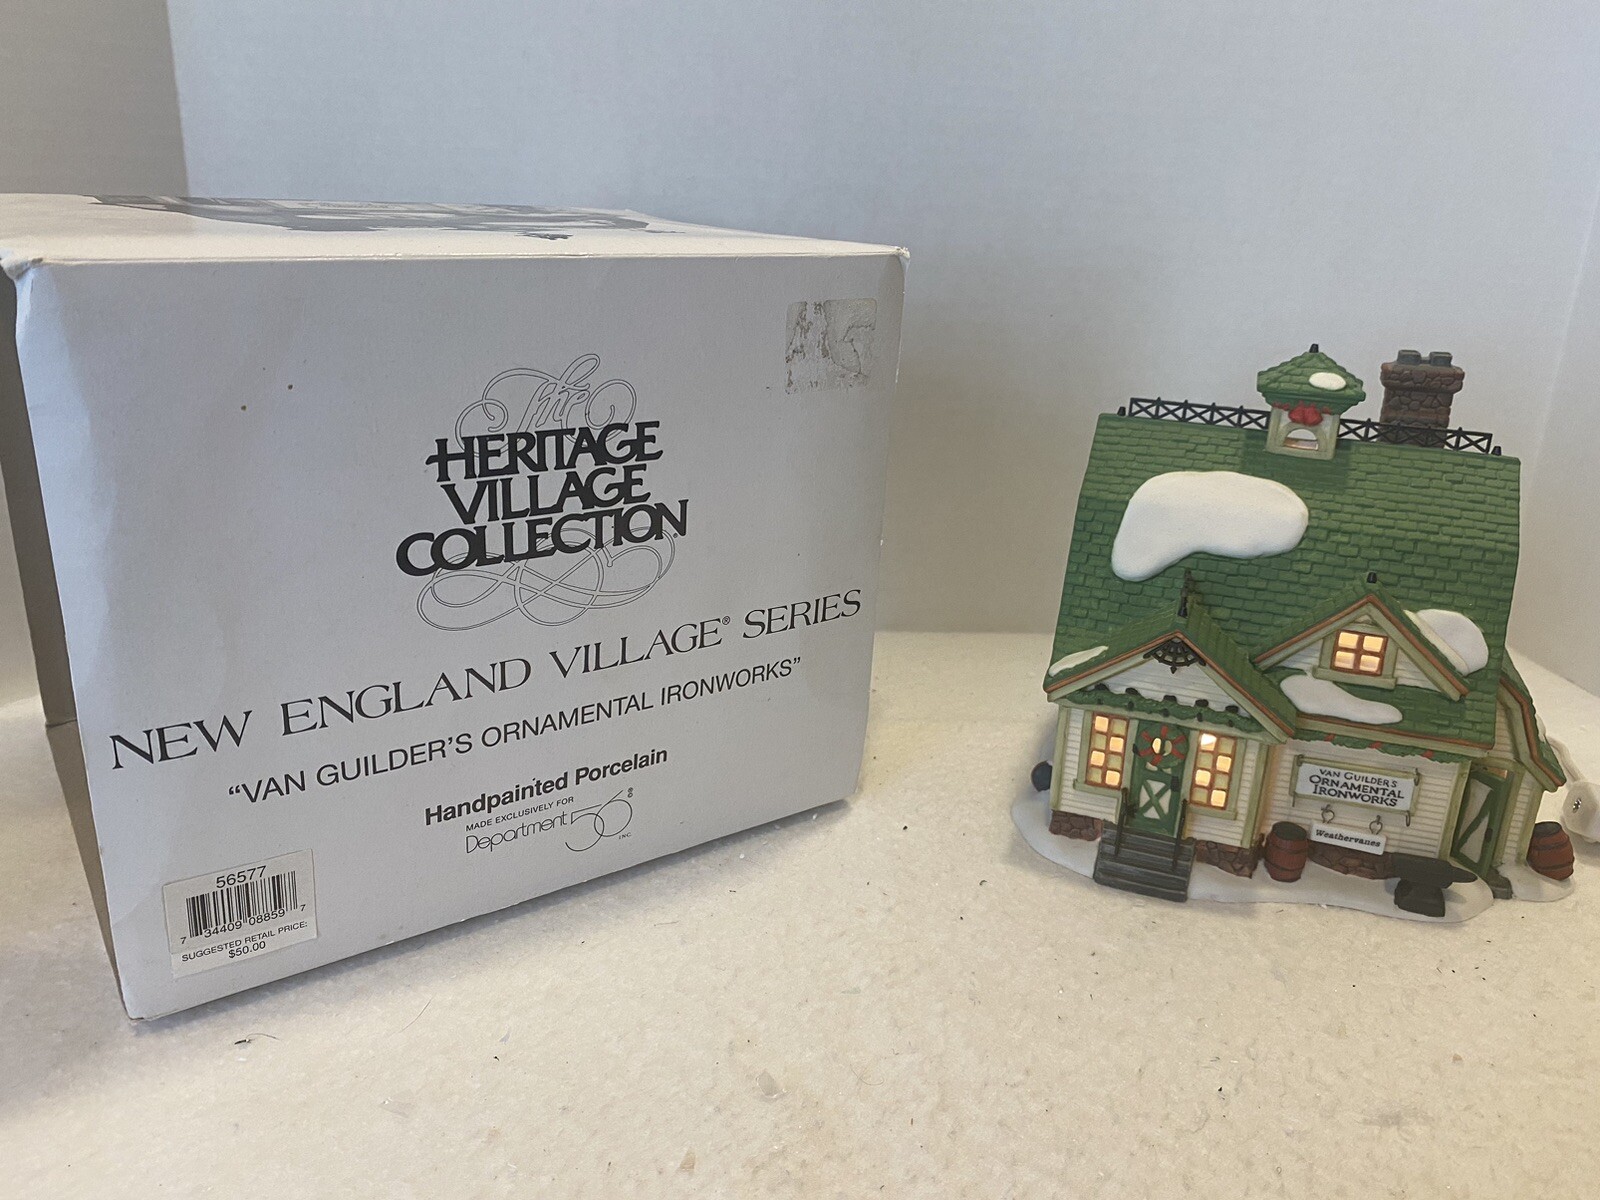 The
HERITAGE
VILLAGE
COLLECTION®
NEW ENGLAND VILLAGE® SERIES
“VAN GUILDER’S ORNAMENTAL IRONWORKS”
Handpainted Porcelain
MADE EXCLUSIVELY FOR
Department 56® INC.
56577
7 34409 08859 7
SUGGESTED RETAIL PRICE:
$50.00
VAN GUILDER'S
ORNAMENTAL
IRONWORKS
Weathervanes